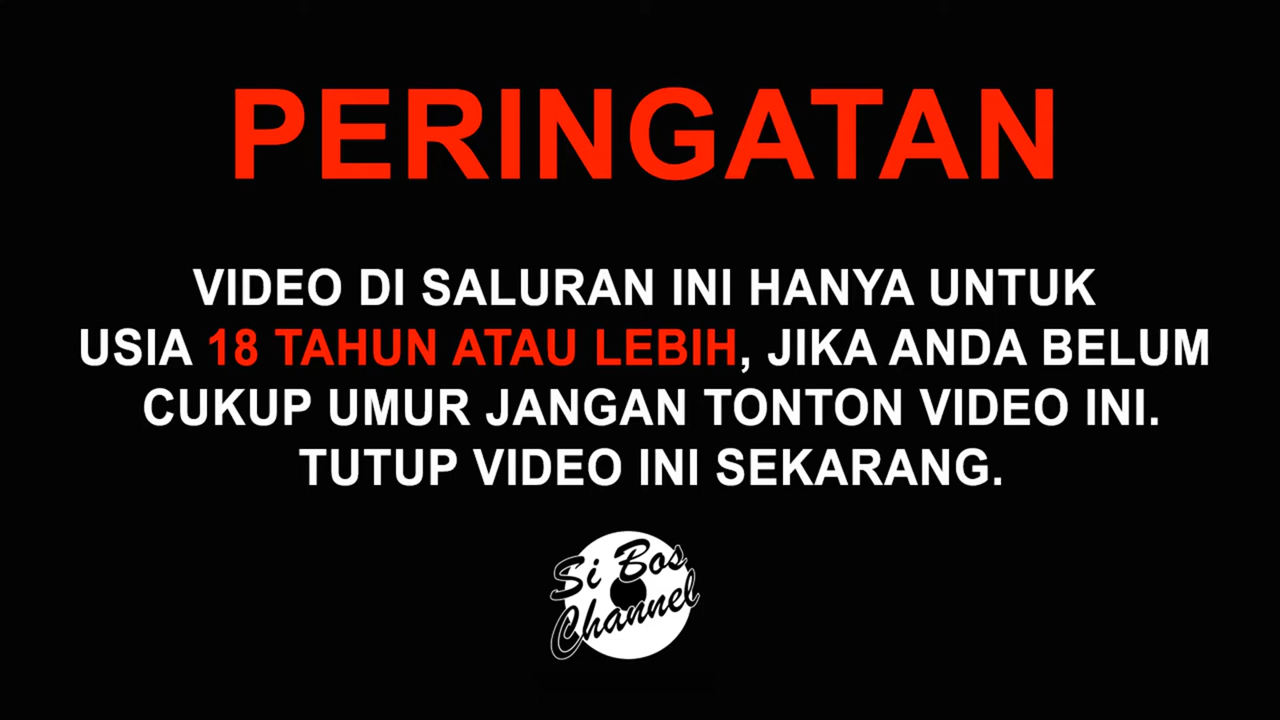 PERINGATAN
VIDEO DI SALURAN INI HANYA UNTUK
USIA 18 TAHUN ATAU LEBIH, JIKA ANDA BELUM
CUKUP UMUR JANGAN TONTON VIDEO INI.
TUTUP VIDEO INI SEKARANG.
Si Bos
Channel